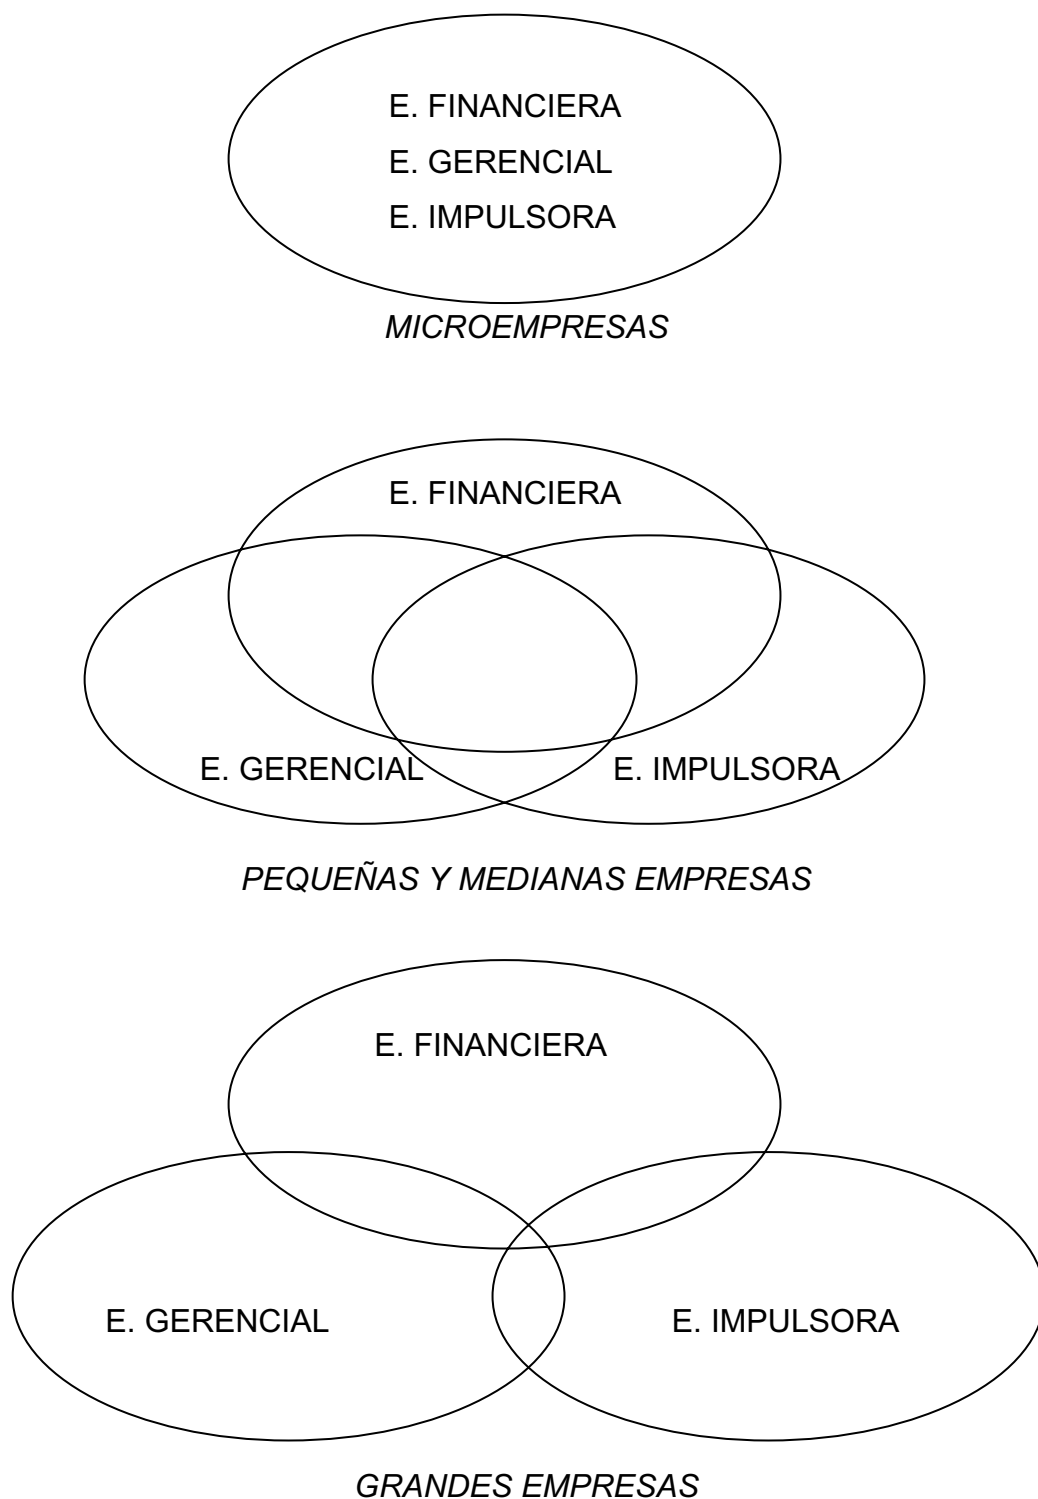 E. FINANCIERA
E. GERENCIAL
E. IMPULSORA
MICROEMPRESAS
E. FINANCIERA
E. GERENCIAL E. IMPULSORA
PEQUEÑAS Y MEDIANAS EMPRESAS
E. FINANCIERA
E. GERENCIAL E. IMPULSORA
GRANDES EMPRESAS